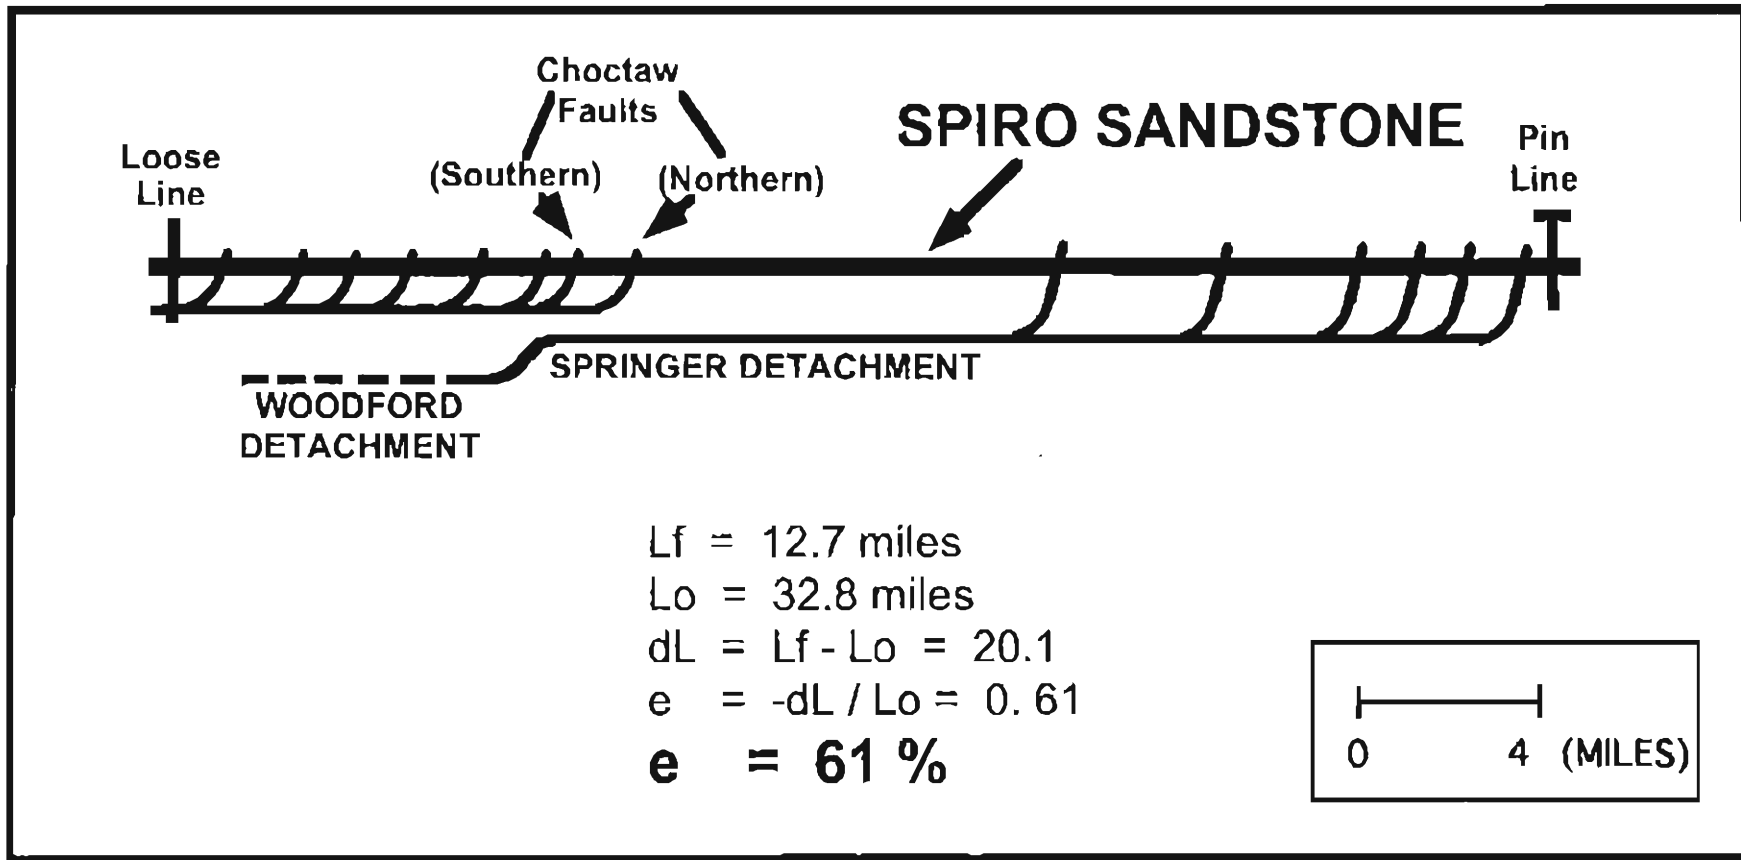 Choctaw
Faults
SPIRO SANDSTONE
Pin
Line
Loose
Line
(Southern)
(Northern)
SPRINGER DETACHMENT
WOODFORD
DETACHMENT
Lf = 12.7 miles
Lo = 32.8 miles
dL = Lf - Lo = 20.1
e = -dL / Lo = 0. 61
e = 61 %
0 4 (MILES)